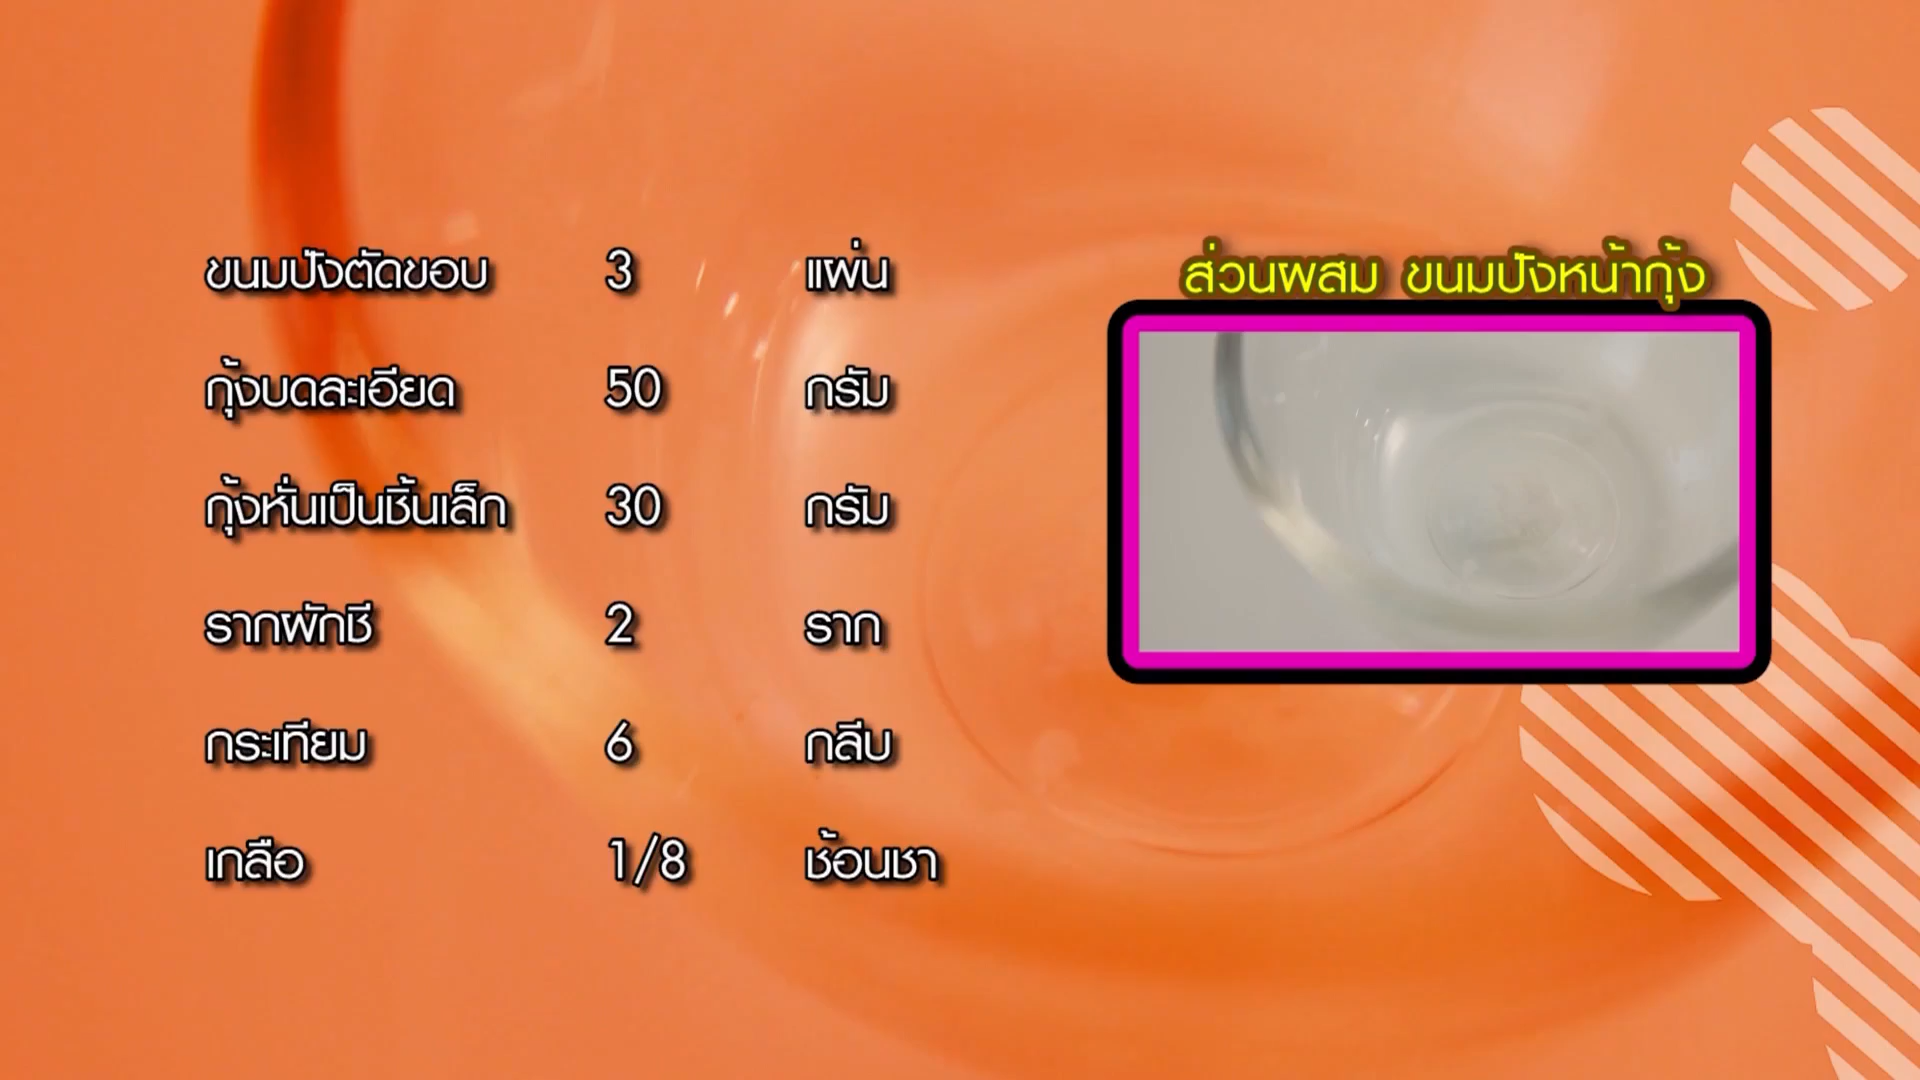 ส่วนผสม ขนมปังหน้ากุ้ง
ขนมปังตัดขอบ 3 แผ่น
กุ้งบดละเอียด 50 กรัม
กุ้งหั่นเป็นชิ้นเล็ก 30 กรัม
รากผักชี 2 ราก
กระเทียม 6 กลีบ
เกลือ 1/8 ช้อนชา